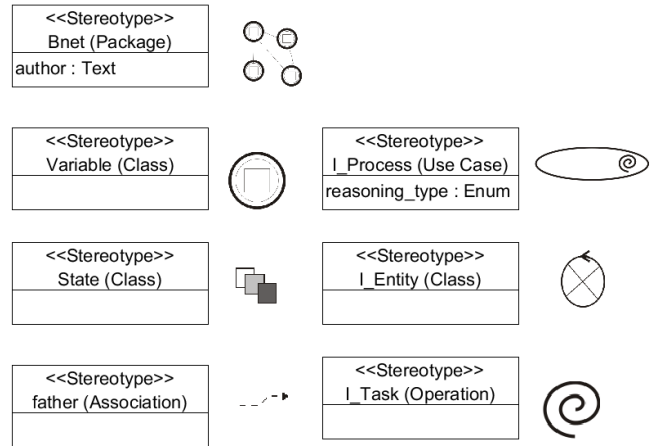 <<Stereotype>>
Bnet (Package)
author : Text
<<Stereotype>>
Variable (Class)
<<Stereotype>>
I_Process (Use Case)
reasoning_type : Enum
<<Stereotype>>
State (Class)
<<Stereotype>>
I_Entity (Class)
<<Stereotype>>
father (Association)
<<Stereotype>>
I_Task (Operation)